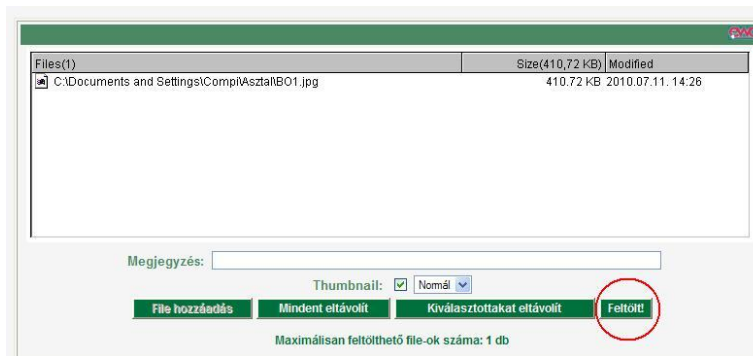 Files(1) Size(410,72 KB) Modified
C:\Documents and Settings\Compi\Asztal\BO1.jpg 410.72 KB 2010.07.11. 14:26
Megjegyzés:
Thumbnail: Normál
File hozzáadás Mindent eltávolít Kiválasztottakat eltávolít Feltölt!
Maximálisan feltölthető file-ok száma: 1 db